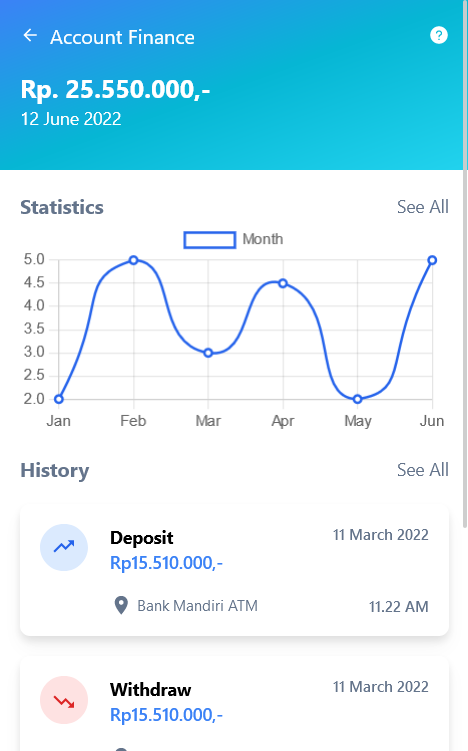 Account Finance
?
Rp. 25.550.000,-
12 June 2022
Statistics See All
Month
5.0
4.5
4.0
3.5
3.0
2.5
2.0
Jan Feb Mar Apr May Jun
History See All
Deposit 11 March 2022
Rp15.510.000,-
Bank Mandiri ATM 11.22 AM
Withdraw 11 March 2022
Rp15.510.000,-